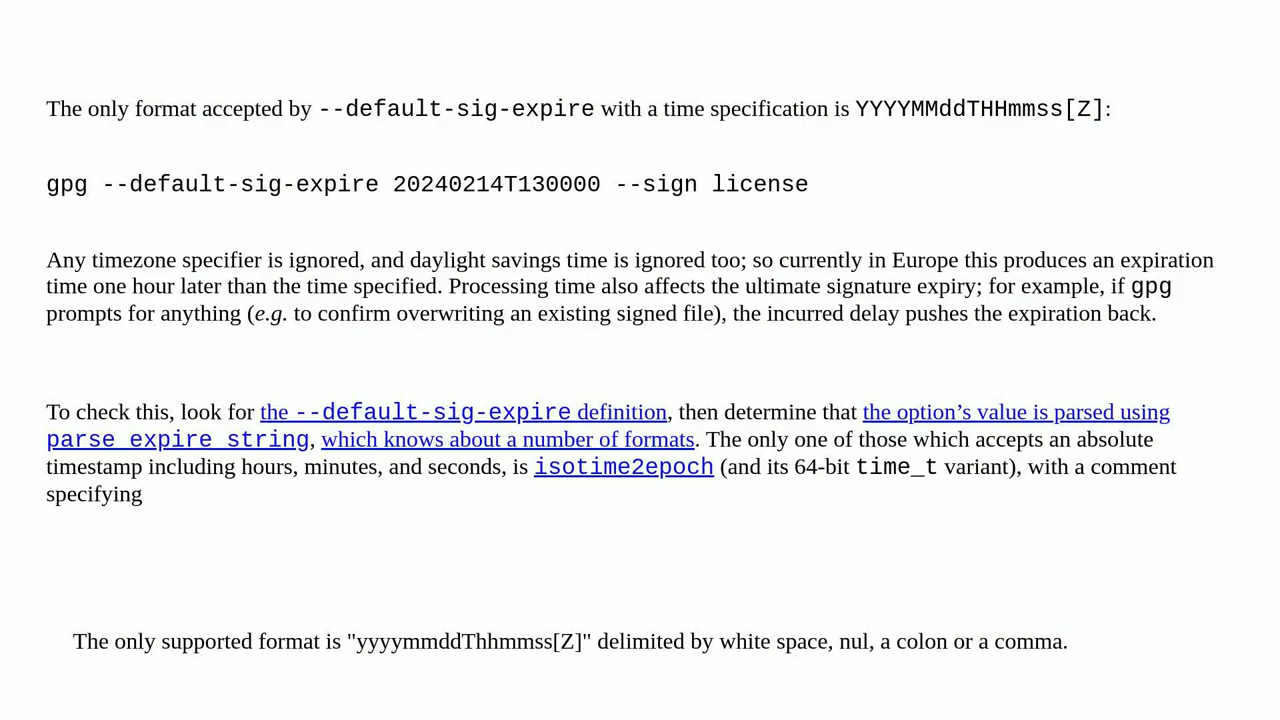 The only format accepted by --default-sig-expire with a time specification is YYYYMMddTHHmmss[Z]:
gpg --default-sig-expire 20240214T130000 --sign license
Any timezone specifier is ignored, and daylight savings time is ignored too; so currently in Europe this produces an expiration
time one hour later than the time specified. Processing time also affects the ultimate signature expiry; for example, if gpg
prompts for anything (e.g. to confirm overwriting an existing signed file), the incurred delay pushes the expiration back.
To check this, look for the --default-sig-expire definition, then determine that the option’s value is parsed using
parse_expire_string, which knows about a number of formats. The only one of those which accepts an absolute
timestamp including hours, minutes, and seconds, is isotime2epoch (and its 64-bit time_t variant), with a comment
specifying
The only supported format is "yyyymmddThhmmss[Z]" delimited by white space, nul, a colon or a comma.